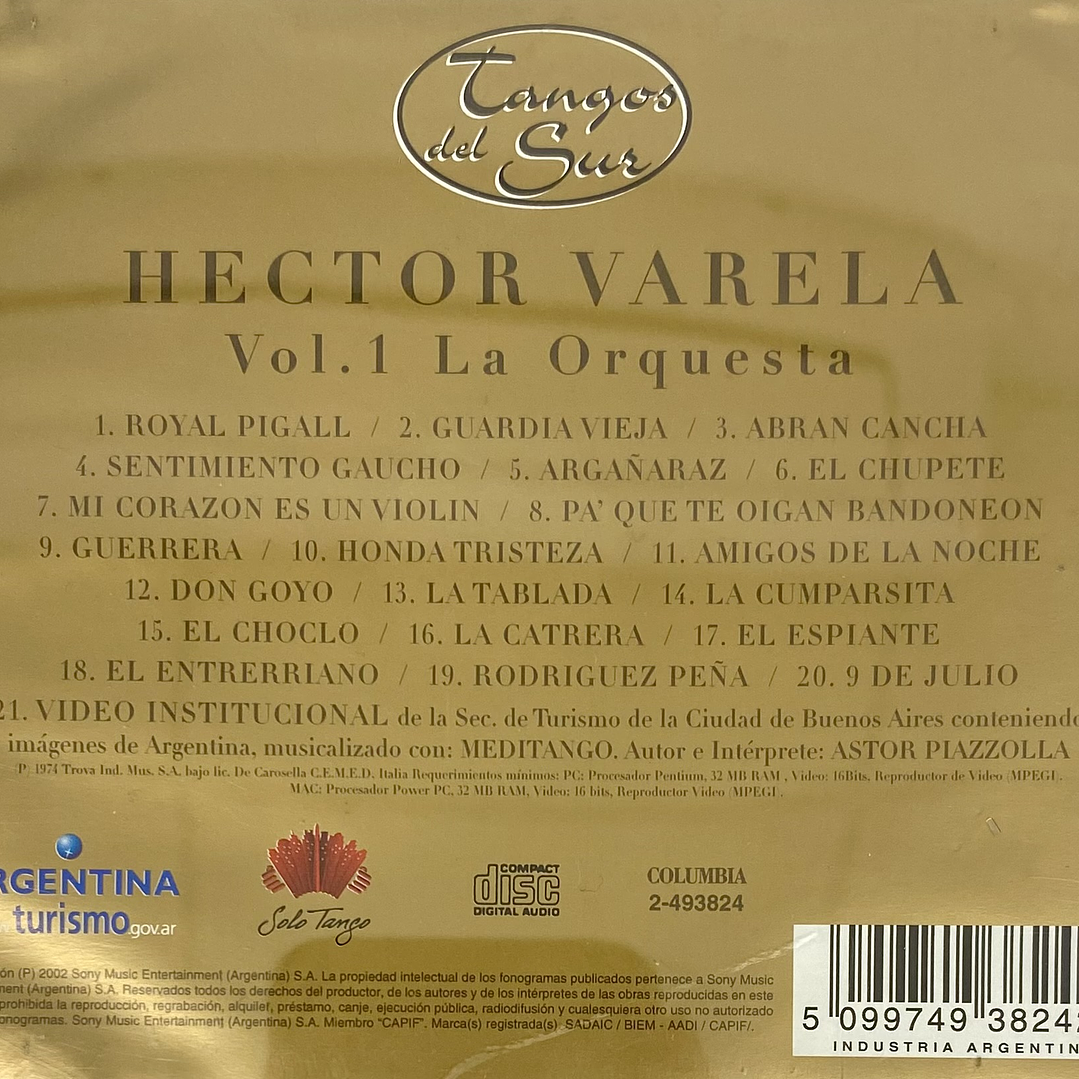 Tangos
del Sur
HECTOR VARELA
Vol.1 La Orquesta
1. ROYAL PIGALL / 2. GUARDIA VIEJA / 3. ABRAN CANCHA
4. SENTIMIENTO GAUCHO / 5. ARGAÑARAZ / 6. EL CHUPETE
7. MI CORAZON ES UN VIOLIN / 8. PA' QUE TE OIGAN BANDONEON
9. GUERRERA / 10. HONDA TRISTEZA / 11. AMIGOS DE LA NOCHE
12. DON GOYO / 13. LA TABLADA / 14. LA CUMPARSITA
15. EL CHOCLO / 16. LA CATRERA / 17. EL ESPIANTE
18. EL ENTRERRIANO / 19. RODRIGUEZ PEÑA / 20. 9 DE JULIO
21. VIDEO INSTITUCIONAL de la Sec. de Turismo de la Ciudad de Buenos Aires conteniendo
imágenes de Argentina, musicalizado con: MEDITANGO. Autor e Intérprete: ASTOR PIAZZOLLA
(P) 1974 Trova Ind. Mus. S.A. bajo lic. De Carosella C.E.M.E.D, Italia Requerimientos mínimos: PC: Procesador Pentium, 32 MB RAM , Video: 16Bits, Reproductor de Video (MPEG1).
MAC: Procesador Power PC, 32 MB RAM, Video: 16 bits, Reproductor Video (MPEG1).
RGENTINA
turismo.gov.ar
Solo Tango
COMPACT
disc
DIGITAL AUDIO
COLUMBIA
2-493824
ón (P) 2002 Sony Music Entertainment (Argentina) S.A. La propiedad intelectual de los fonogramas publicados pertenece a Sony Music
ment (Argentina) S.A. Reservados todos los derechos del productor, de los autores y de los intérpretes de las obras reproducidas en este
prohibida la reproducción, regrabación, alquiler, préstamo, canje, ejecución pública, radiodifusión y cualesquiera otro uso no autorizado
onogramas. Sony Music Entertainment (Argentina) S.A. Miembro "CAPIF". Marca(s) registrada(s) SADAIC / BIEM - AADI / CAPIF/.
5 099749 38242
INDUSTRIA ARGENTIN